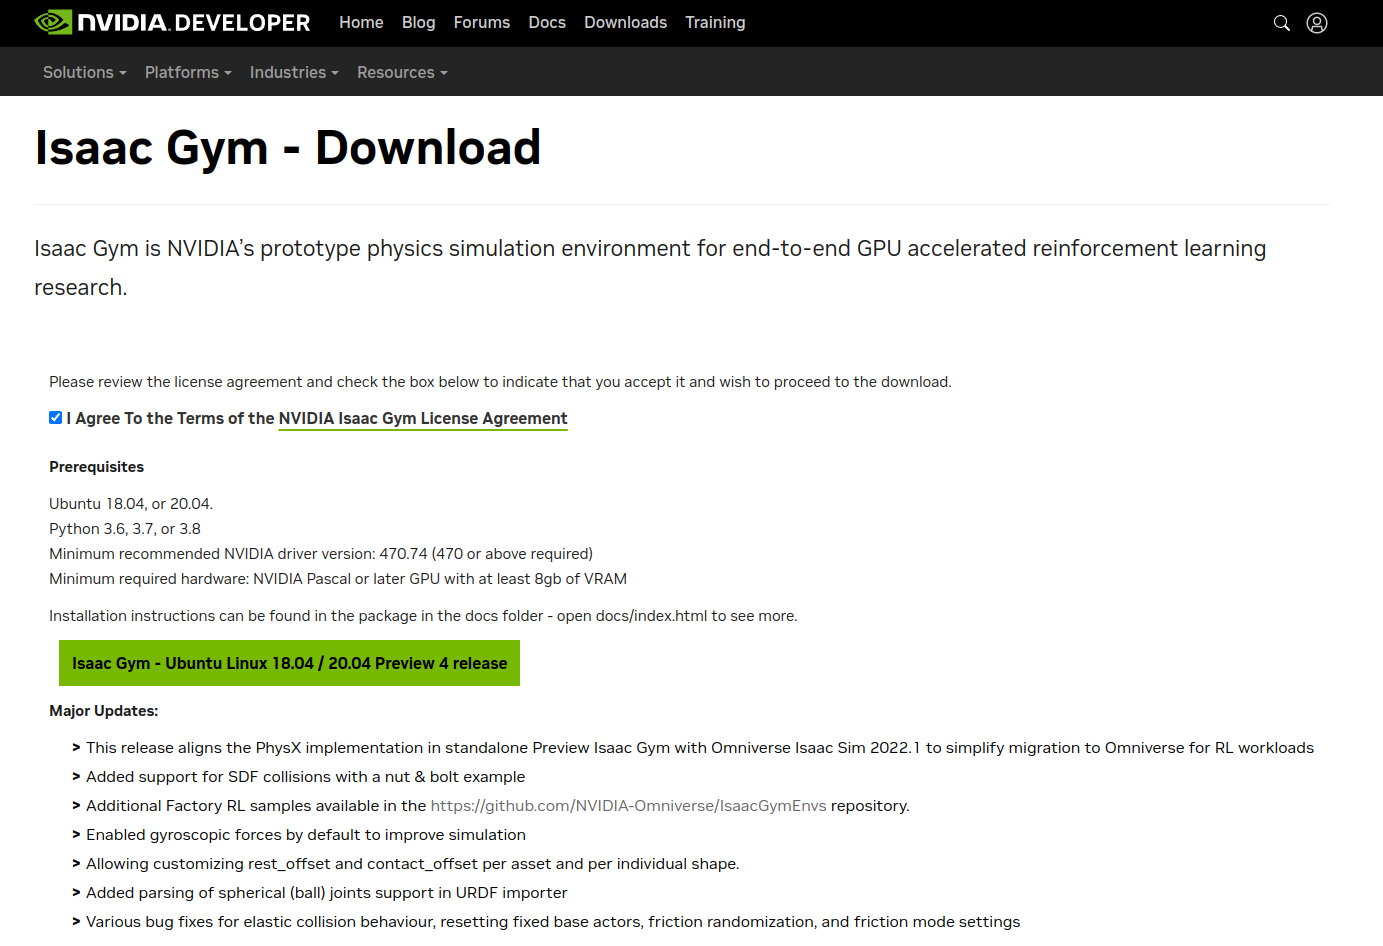 NVIDIA. DEVELOPER Home Blog Forums Docs Downloads Training
Solutions Platforms Industries Resources
Isaac Gym - Download
Isaac Gym is NVIDIA’s prototype physics simulation environment for end-to-end GPU accelerated reinforcement learning
research.
Please review the license agreement and check the box below to indicate that you accept it and wish to proceed to the download.
I Agree To the Terms of the NVIDIA Isaac Gym License Agreement
Prerequisites
Ubuntu 18.04, or 20.04.
Python 3.6, 3.7, or 3.8
Minimum recommended NVIDIA driver version: 470.74 (470 or above required)
Minimum required hardware: NVIDIA Pascal or later GPU with at least 8gb of VRAM
Installation instructions can be found in the package in the docs folder - open docs/index.html to see more.
Isaac Gym - Ubuntu Linux 18.04 / 20.04 Preview 4 release
Major Updates:
> This release aligns the PhysX implementation in standalone Preview Isaac Gym with Omniverse Isaac Sim 2022.1 to simplify migration to Omniverse for RL workloads
> Added support for SDF collisions with a nut & bolt example
> Additional Factory RL samples available in the https://github.com/NVIDIA-Omniverse/IsaacGymEnvs repository.
> Enabled gyroscopic forces by default to improve simulation
> Allowing customizing rest_offset and contact_offset per asset and per individual shape.
> Added parsing of spherical (ball) joints support in URDF importer
> Various bug fixes for elastic collision behaviour, resetting fixed base actors, friction randomization, and friction mode settings